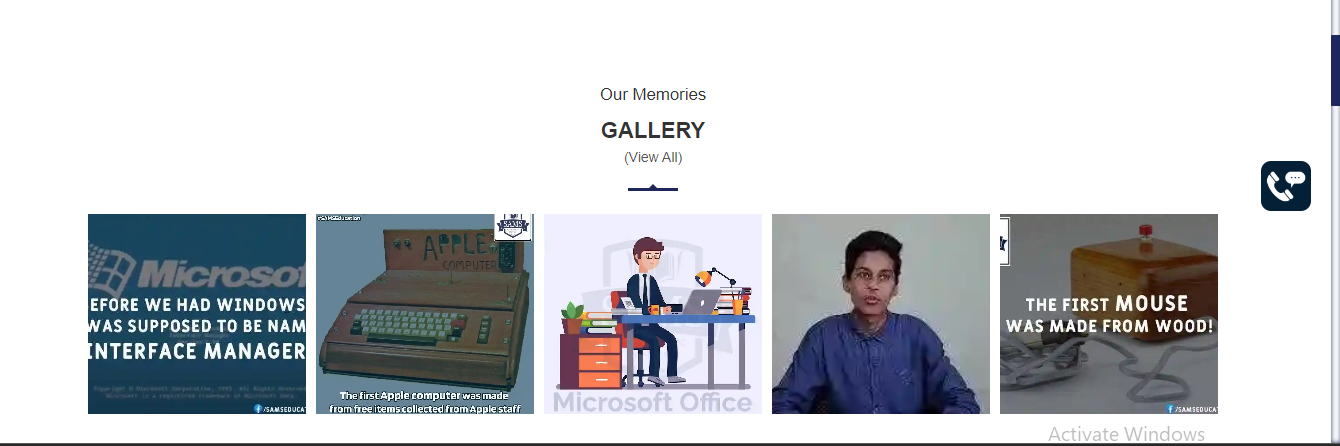 Our Memories
GALLERY
(View All)
Microsof
EFORE WE HAD WINDOWS
WAS SUPPOSED TO BE NAM
INTERFACE MANAGER
/SAMSEDUCAT
#SAMSEducation
APPLE
COMPUTER
The first Apple computer was made
from free items collected from Apple staff
Microsoft Office
THE FIRST MOUSE
WAS MADE FROM WOOD!
/SAMSEDUCAT
Activate Windows